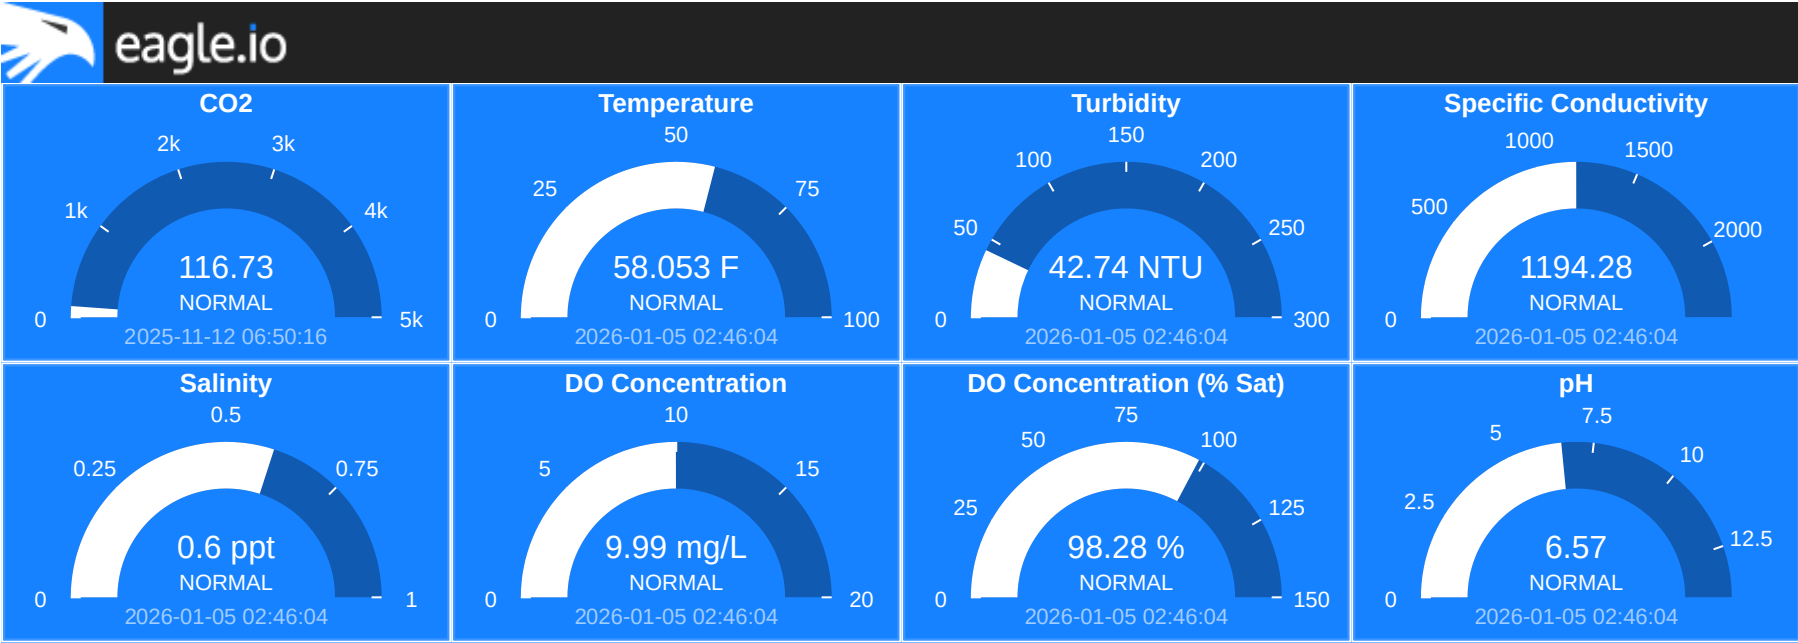 eagle.io
CO2
2k 3k
1k 4k
116.73
NORMAL
0 5k
2025-11-12 06:50:16
Temperature
50
25 75
58.053 F
NORMAL
0 100
2026-01-05 02:46:04
Turbidity
150
100 200
50 250
42.74 NTU
NORMAL
0 300
2026-01-05 02:46:04
Specific Conductivity
1000 1500
500 2000
1194.28
NORMAL
0
2026-01-05 02:46:04
Salinity
0.5
0.25 0.75
0.6 ppt
NORMAL
0 1
2026-01-05 02:46:04
DO Concentration
10
5 15
9.99 mg/L
NORMAL
0 20
2026-01-05 02:46:04
DO Concentration (% Sat)
75
50 100
25 125
98.28 %
NORMAL
0 150
2026-01-05 02:46:04
pH
7.5
5 10
2.5 12.5
6.57
NORMAL
0
2026-01-05 02:46:04